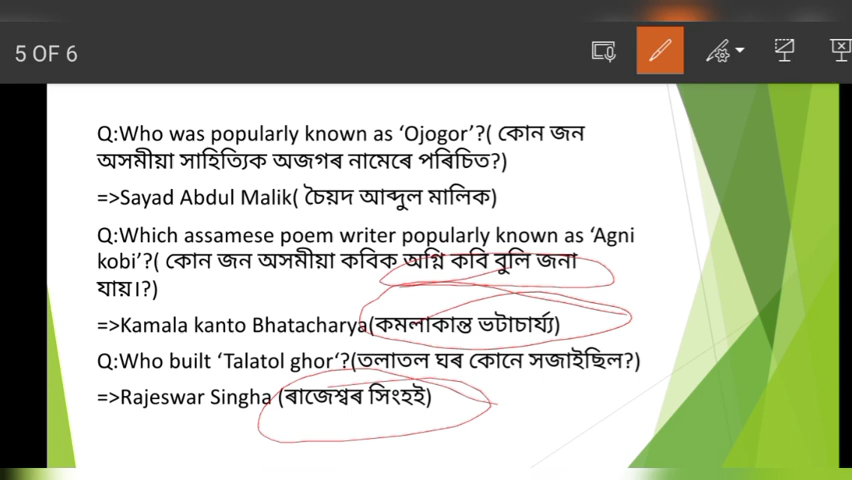 5 OF 6
Q:Who was popularly known as ‘Ojogor’?( কোন জন
অসমীয়া সাহিত্যিক অজগৰ নামেৰে পৰিচিত?)
=>Sayad Abdul Malik( চৈয়দ আব্দুল মালিক)
Q:Which assamese poem writer popularly known as ‘Agni
kobi’?( কোন জন অসমীয়া কবিক অগ্নি কবি বুলি জনা
যায়।?)
=>Kamala kanto Bhatacharya(কমলাকান্ত ভটাচাৰ্য্য)
Q:Who built ‘Talatol ghor’?(তলাতল ঘৰ কোনে সজাইছিল?)
=>Rajeswar Singha (ৰাজেশ্বৰ সিংহই)